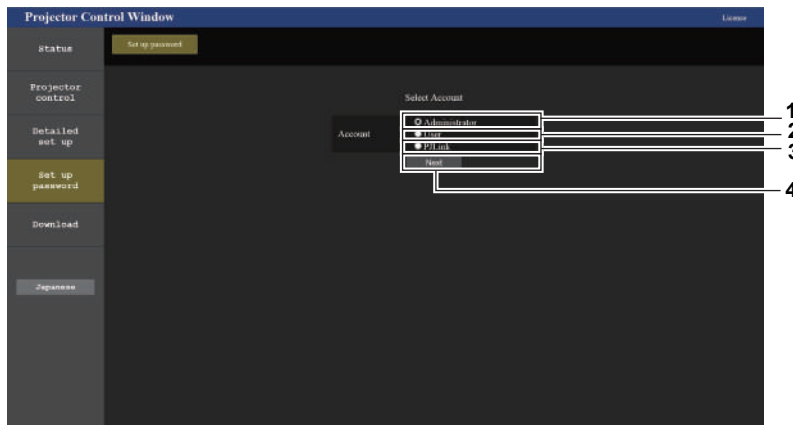 Projector Control Window
License
Status
Set up password
Projector
control
Select Account
1
Administrator
2
Detailed
set up
Account
User
PJLink
3
Next
Set up
password
4
Download
Japanese